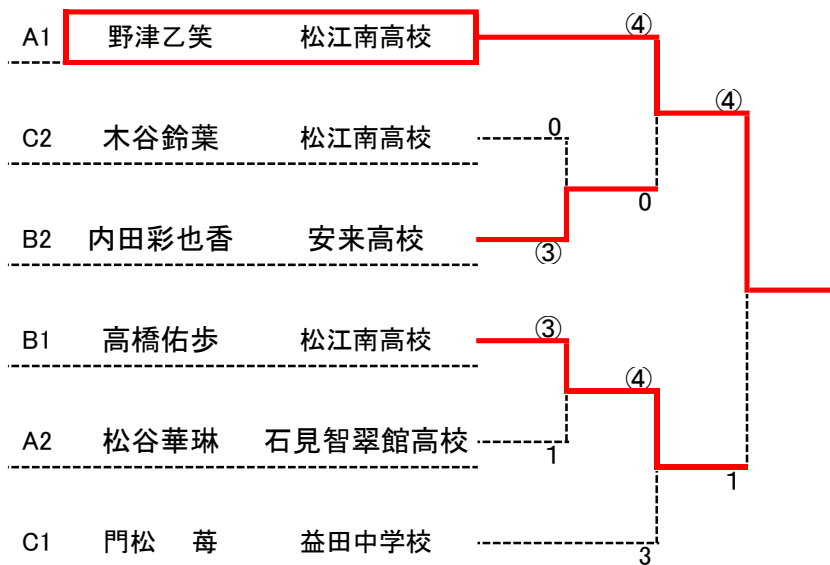 A1 野津乙笑 松江南高校 ④
④
C2 木谷鈴葉 松江南高校 0
0
B2 内田彩也香 安来高校 ③
B1 高橋佑歩 松江南高校 ③
④
A2 松谷華琳 石見智翠館高校 1
1
C1 門松 苺 益田中学校 3